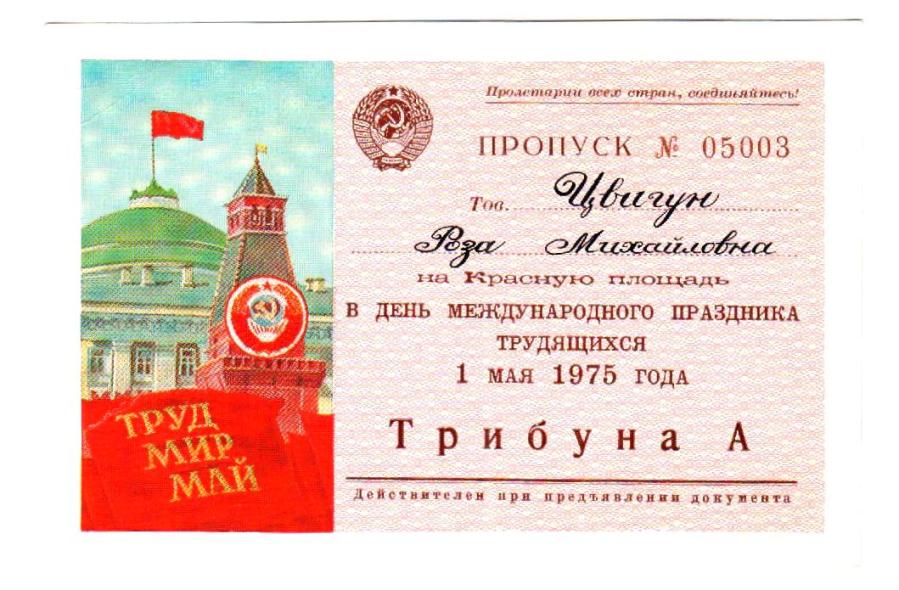 Пролетарии всех стран, соединяйтесь!
ПРОПУСК № 05003
Тов. Цвигун
Роза Михайловна
на Красную площадь
В ДЕНЬ МЕЖДУНАРОДНОГО ПРАЗДНИКА
ТРУДЯЩИХСЯ
1 МАЯ 1975 ГОДА
Трибуна А
Действителен при предъявлении документа
ТРУД
МИР
МАЙ